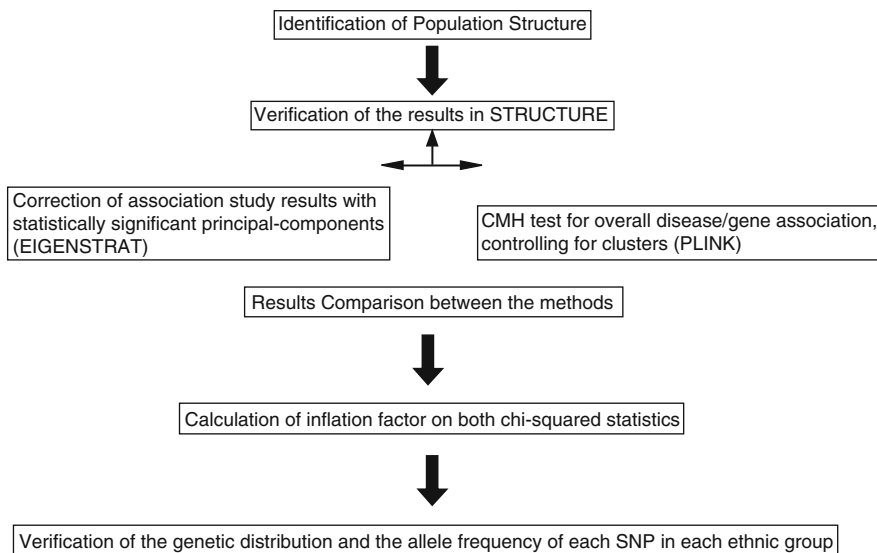 Identification of Population Structure
Verification of the results in STRUCTURE
Correction of association study results with
statistically significant principal-components
(EIGENSTRAT)
CMH test for overall disease/gene association,
controlling for clusters (PLINK)
Results Comparison between the methods
Calculation of inflation factor on both chi-squared statistics
Verification of the genetic distribution and the allele frequency of each SNP in each ethnic group